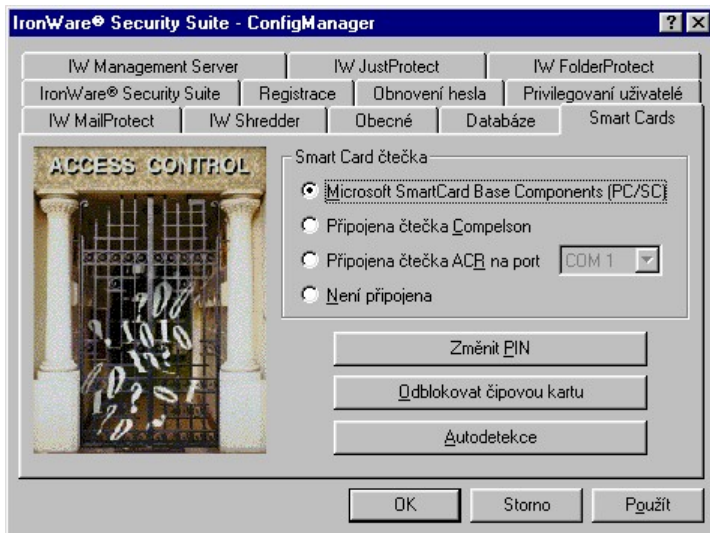 IronWare® Security Suite - ConfigManager
IW Management Server
IW JustProtect
IW FolderProtect
IronWare® Security Suite
Registrace
Obnovení hesla
Privilegovaní uživatelé
IW MailProtect
IW Shredder
Obecné
Databáze
Smart Cards
ACCESS CONTROL
Smart Card čtečka
Microsoft SmartCard Base Components (PC/SC)
Připojena čtečka Compelson
Připojena čtečka ACR na port
COM 1
Není připojena
Změnit PIN
Odblokovat čipovou kartu
Autodetekce
OK
Storno
Použít